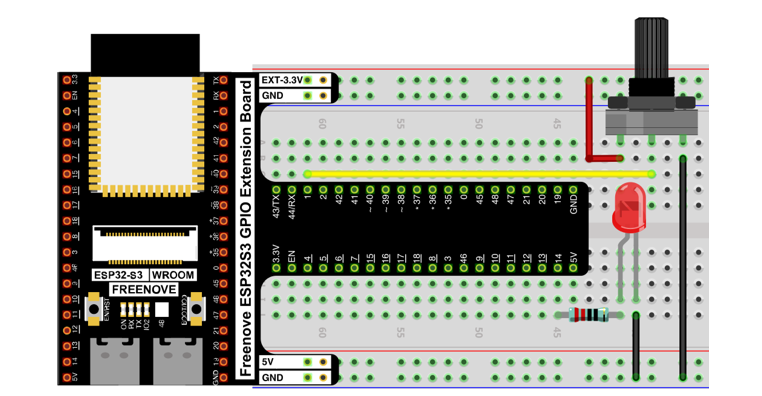 3.3
EN
4
5
6
7
15
16
17
18
8
3
46
9
10
11
12
13
14
5V
TX
RX
1
2
42
41
40
39
38
37
36
35
0
45
48
47
21
20
19
GND
ESP32-S3 WROOM
FREENOVE
EN/RST
ON
RX
TX
IO2
48
Freenove ESP32S3 GPIO Extension Board
EXT-3.3V
GND
60 55 50 45
43/TX 44/RX 1 2 42 41 ~40 ~39 ~38 *37 *36 *35 0 45 48 47 21 20 19 GND
3.3V EN 4 5 6 7 15 16 17 18 8 3 46 9 10 11 12 13 14 5V
60 55 50 45
5V
GND